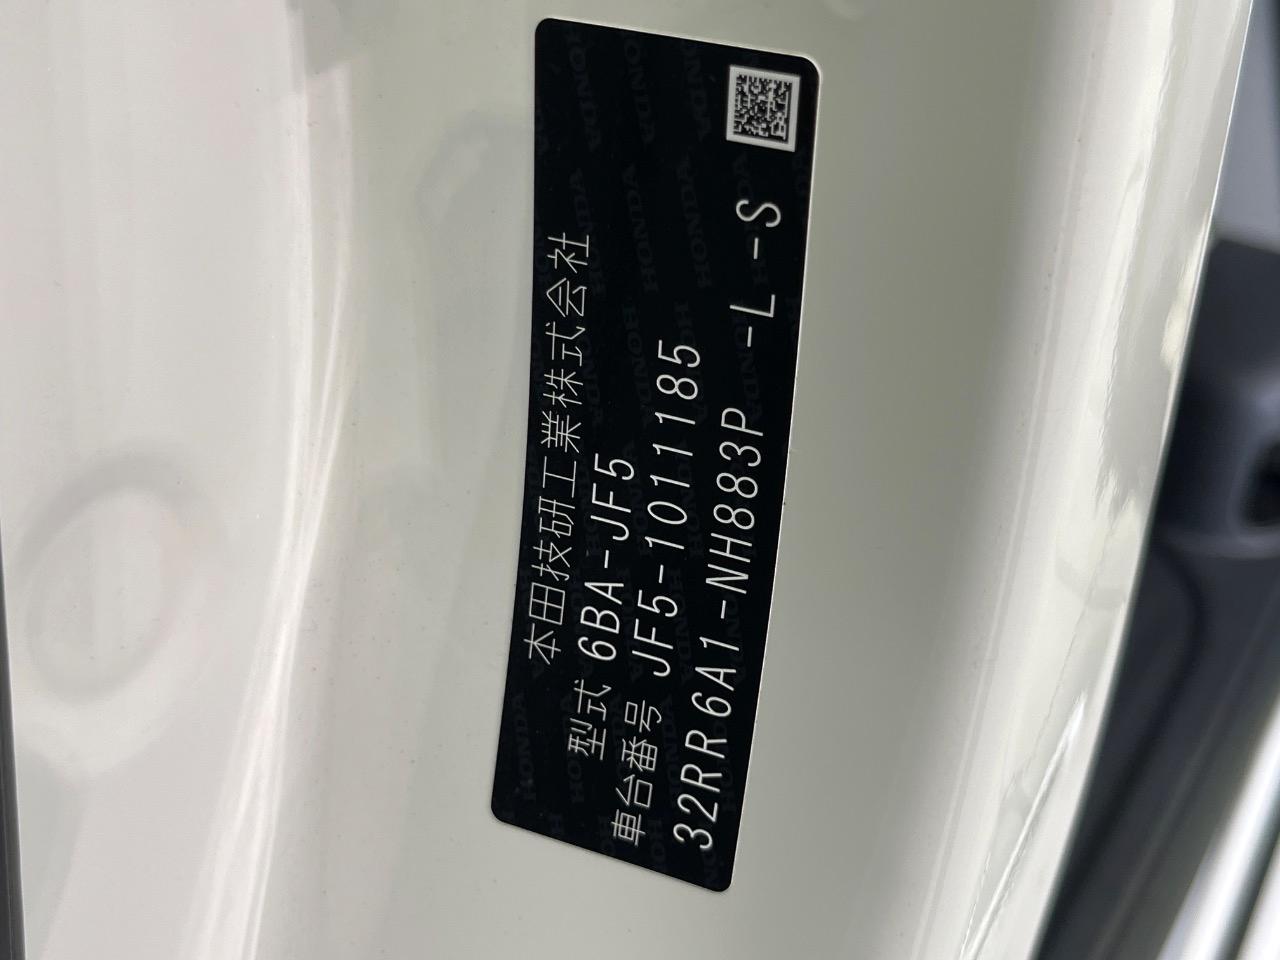 本田技研工業株式会社
型式 6BA-JF5
車台番号 JF5-1011185
32RR6A1-NH883P -L -S